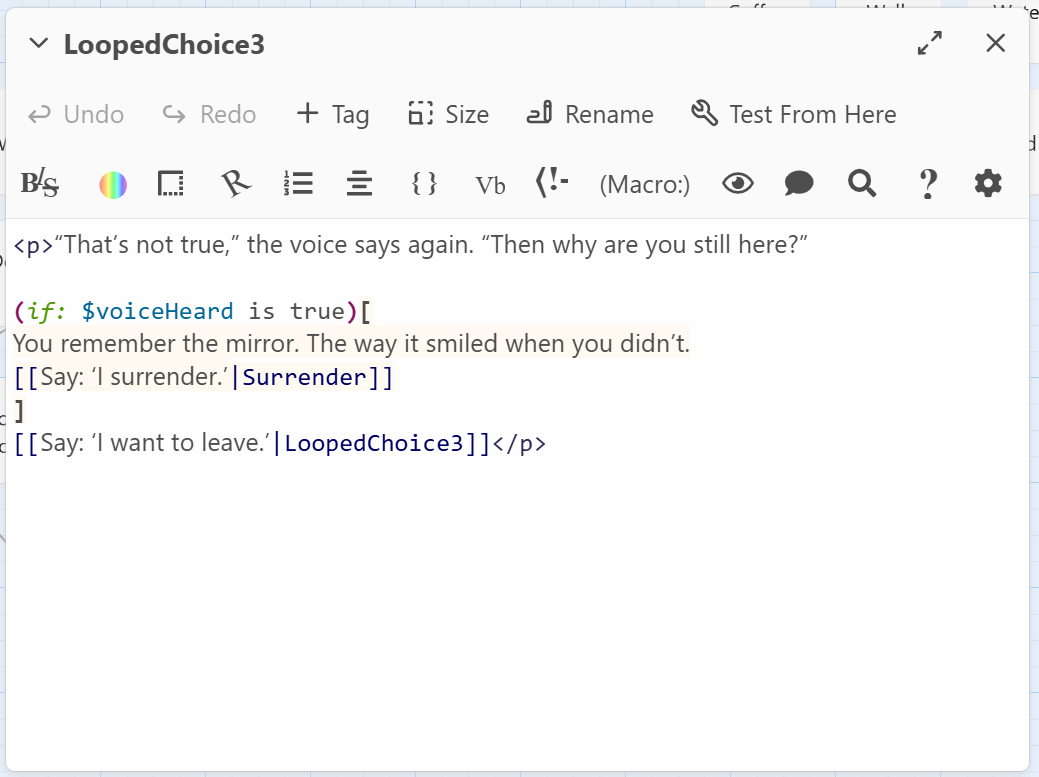 LoopedChoice3
Undo Redo + Tag Size Rename Test From Here
B/S { } Vb (!- (Macro:) ?
<p>“That’s not true,” the voice says again. “Then why are you still here?”
(if: $voiceHeard is true)[
You remember the mirror. The way it smiled when you didn’t.
[[Say: ‘I surrender.’|Surrender]]
]
[[Say: ‘I want to leave.’|LoopedChoice3]]</p>